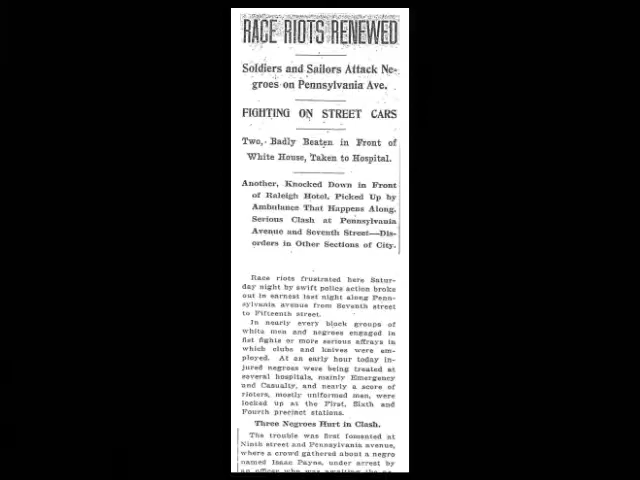 RACE RIOTS RENEWED
Soldiers and Sailors Attack Ne-
groes on Pennsylvania Ave.
FIGHTING ON STREET CARS
Two, Badly Beaten in Front of
White House, Taken to Hospital.
Another, Knocked Down in Front
of Raleigh Hotel, Picked Up by
Ambulance That Happens Along.
Serious Clash at Pennsylvania
Avenue and Seventh Street—Dis-
orders in Other Sections of City.
Race riots frustrated here Satur-
day night by swift police action broke
out in earnest last night along Penn-
sylvania avenue from Seventh street
to Fifteenth street.
In nearly every block groups of
white men and negroes engaged in
fist fights or more serious affrays in
which clubs and knives were em-
ployed. At an early hour today in-
jured negroes were being treated at
several hospitals, mainly Emergency
and Casualty, and nearly a score of
rioters, mostly uniformed men, were
locked up at the First, Sixth and
Fourth precinct stations.
Three Negroes Hurt in Clash.
The trouble was first fomented at
Ninth street and Pennsylvania avenue,
where a crowd gathered about a negro
named Isaac Payne, under arrest by
an officer who was awaiting the